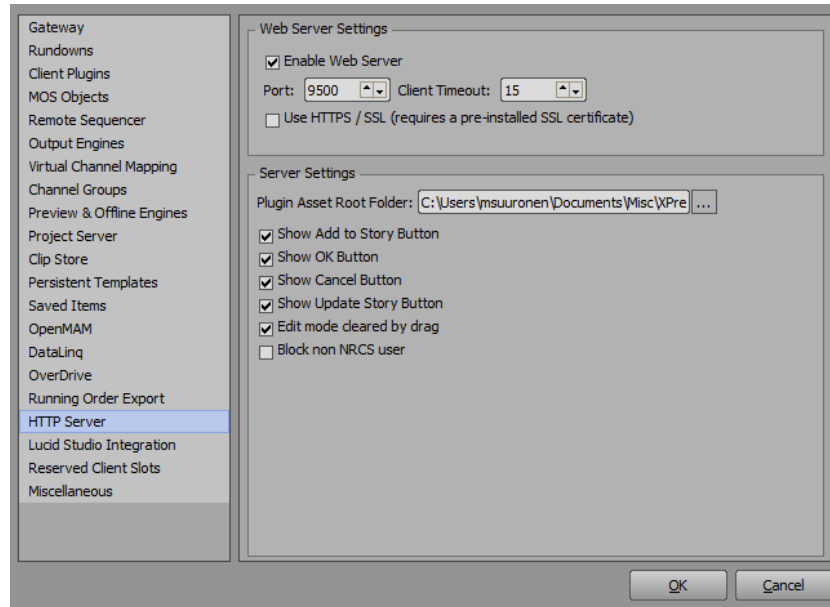 Gateway
Rundowns
Client Plugins
MOS Objects
Remote Sequencer
Output Engines
Virtual Channel Mapping
Channel Groups
Preview & Offline Engines
Project Server
Clip Store
Persistent Templates
Saved Items
OpenMAM
DataLinq
OverDrive
Running Order Export
HTTP Server
Lucid Studio Integration
Reserved Client Slots
Miscellaneous
Web Server Settings
Enable Web Server
Port: 9500 Client Timeout: 15
Use HTTPS / SSL (requires a pre-installed SSL certificate)
Server Settings
Plugin Asset Root Folder: C:\Users\msuuronen\Documents\Misc\XPre ...
Show Add to Story Button
Show OK Button
Show Cancel Button
Show Update Story Button
Edit mode cleared by drag
Block non NRCS user
OK Cancel